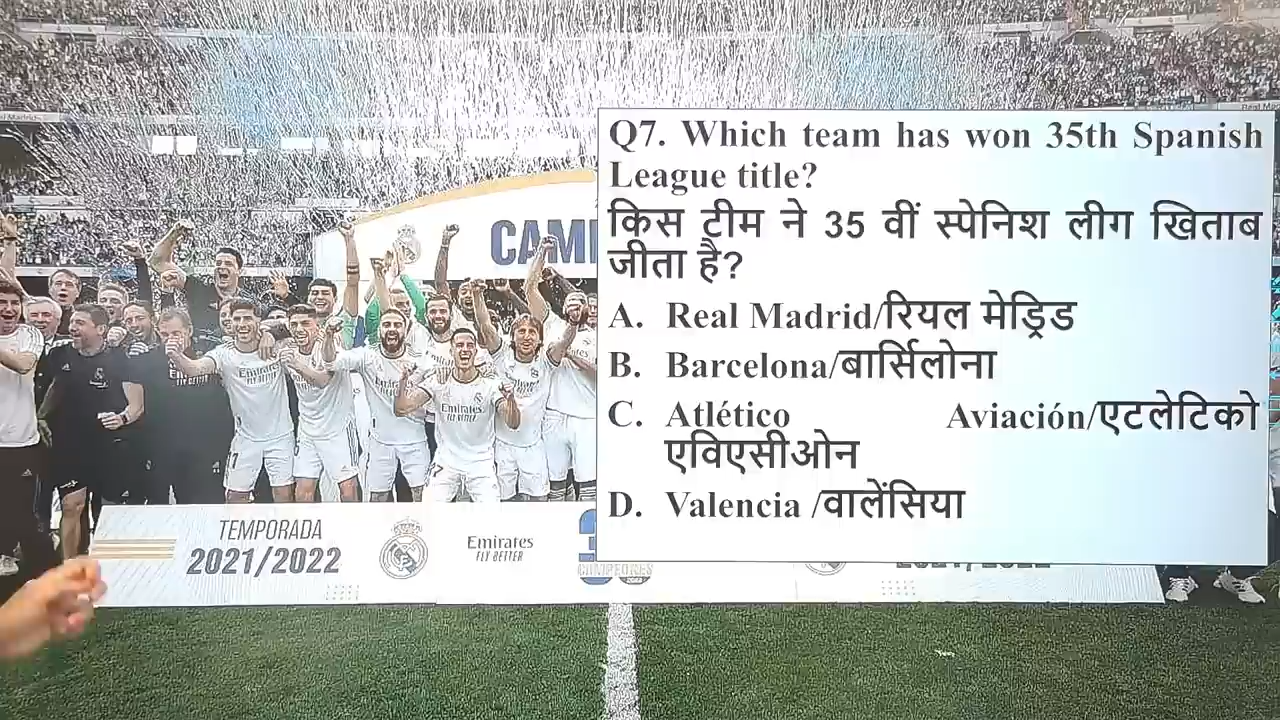 Q7. Which team has won 35th Spanish
League title?
किस टीम ने 35 वीं स्पेनिश लीग खिताब
जीता है?
A. Real Madrid/रियल मेड्रिड
B. Barcelona/बार्सिलोना
C. Atlético Aviación/एटलेटिको
एविएसीओन
D. Valencia /वालेंसिया
CAMP
TEMPORADA
2021/2022
Emirates
FLY BETTER
CAMPEONES